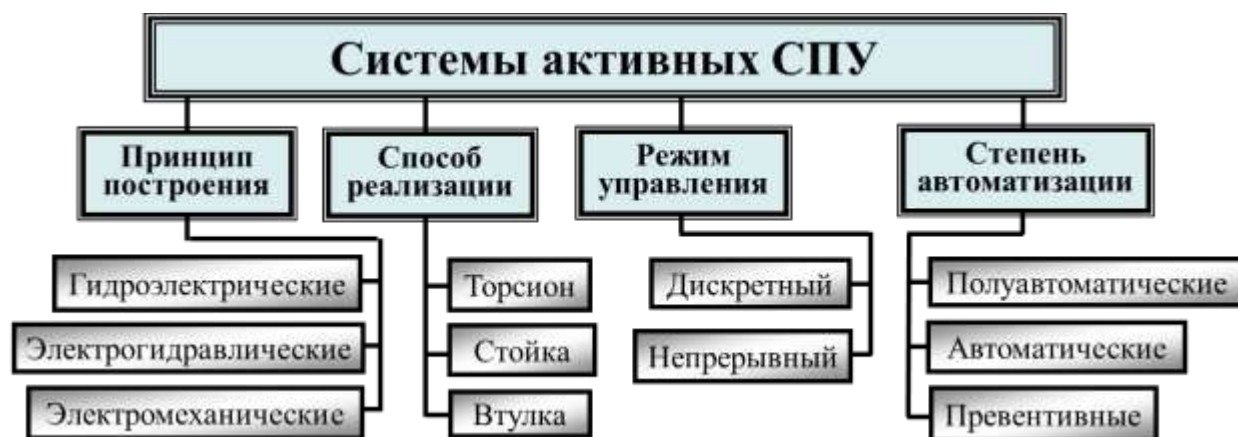 Системы активных СПУ
Принцип
построения
Способ
реализации
Режим
управления
Степень
автоматизации
Гидроэлектрические
Электрогидравлические
Электромеханические
Торсион
Стойка
Втулка
Дискретный
Непрерывный
Полуавтоматические
Автоматические
Превентивные